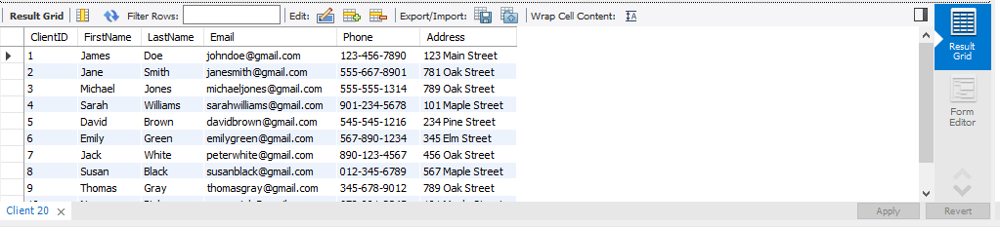 Result Grid Filter Rows: Edit: Export/Import: Wrap Cell Content: IA
ClientID FirstName LastName Email Phone Address
1 James Doe johndoe@gmail.com 123-456-7890 123 Main Street
2 Jane Smith janesmith@gmail.com 555-667-8901 781 Oak Street
3 Michael Jones michaeljones@gmail.com 555-555-1314 789 Oak Street
4 Sarah Williams sarahwilliams@gmail.com 901-234-5678 101 Maple Street
5 David Brown davidbrown@gmail.com 545-545-1216 234 Pine Street
6 Emily Green emilygreen@gmail.com 567-890-1234 345 Elm Street
7 Jack White peterwhite@gmail.com 890-123-4567 456 Oak Street
8 Susan Black susanblack@gmail.com 012-345-6789 567 Maple Street
9 Thomas Gray thomasgray@gmail.com 345-678-9012 789 Oak Street
Result
Grid
Form
Editor
Client 20 Apply Revert